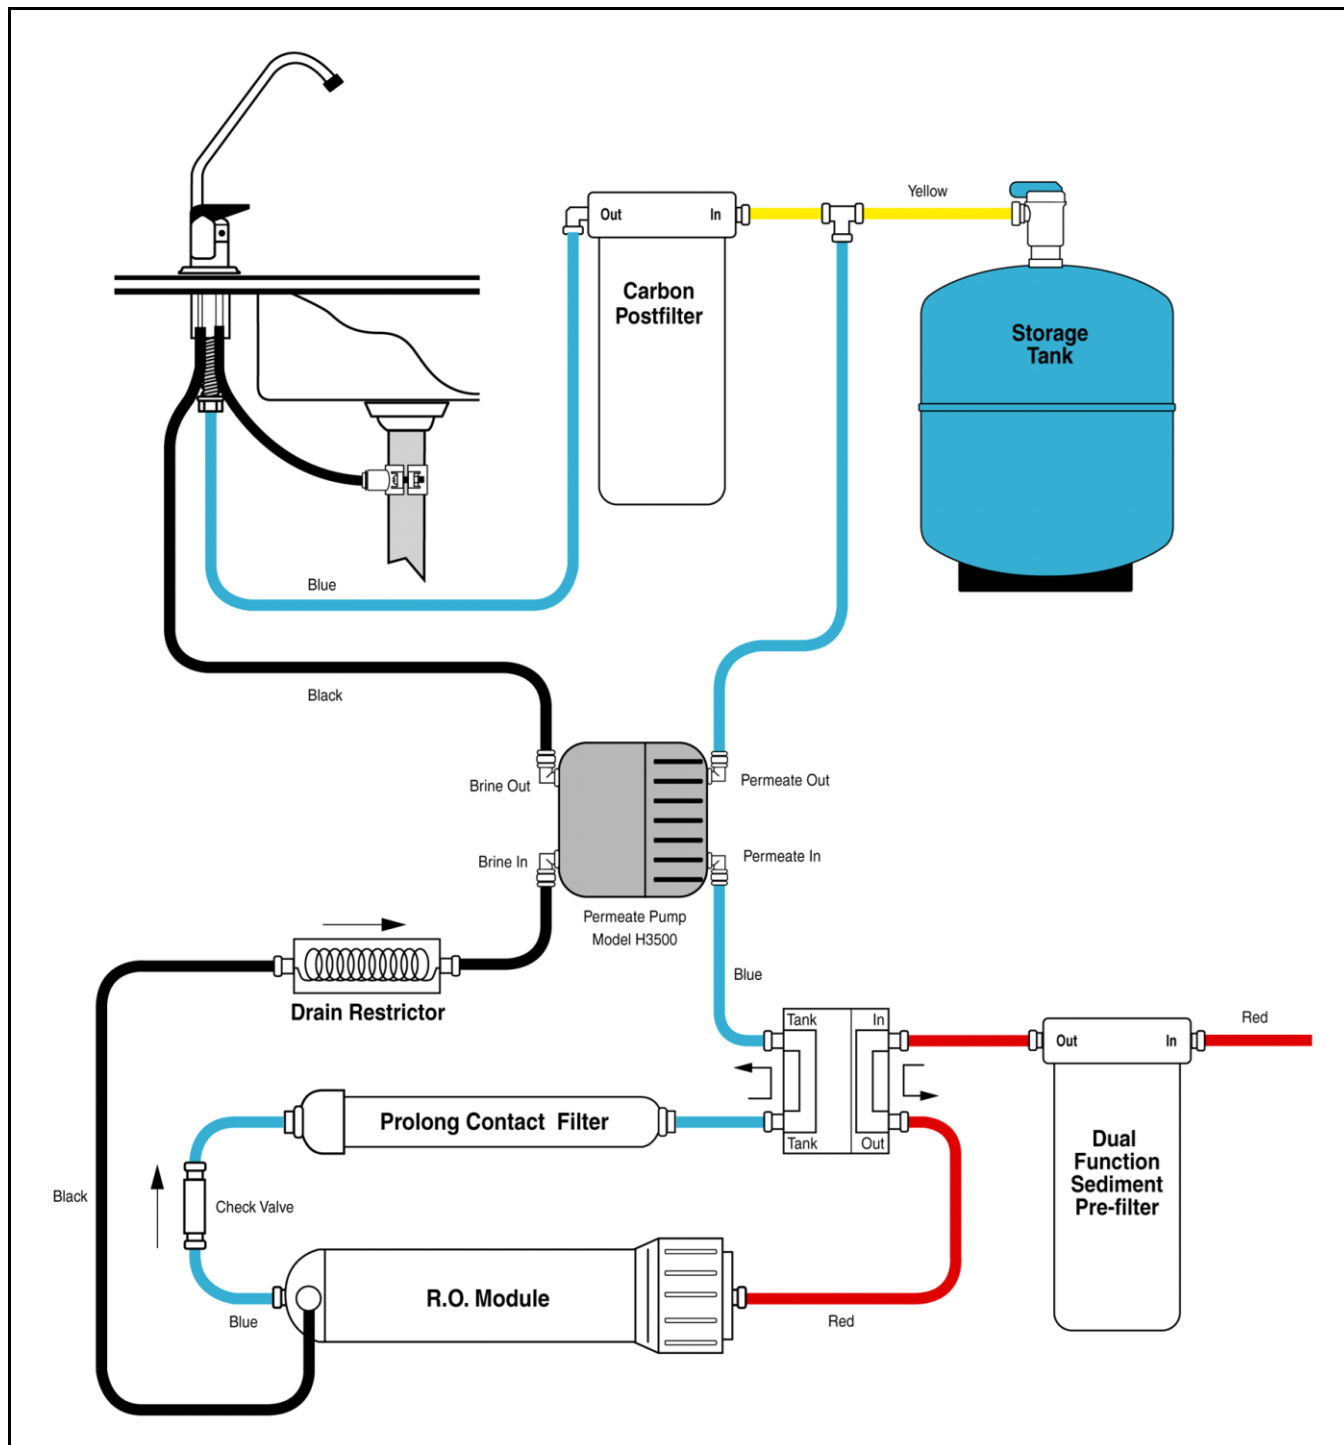 Yellow
Out
In
Carbon
Postfilter
Storage
Tank
Blue
Black
Brine Out
Permeate Out
Brine In
Permeate In
Permeate Pump
Model H3500
Blue
Drain Restrictor
Tank
In
Red
Out
In
Prolong Contact Filter
Tank
Out
Dual
Function
Sediment
Pre-filter
Black
Check Valve
R.O. Module
Blue
Red